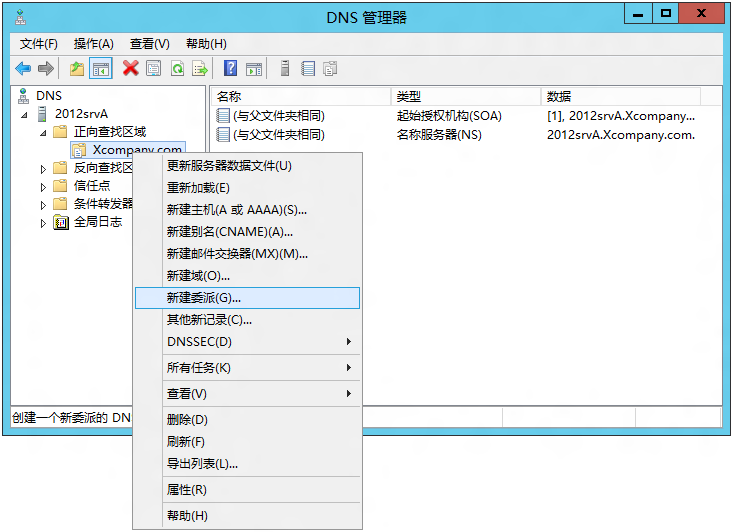 DNS 管理器
文件(F) 操作(A) 查看(V) 帮助(H)
DNS
2012srvA
正向查找区域
Xcompany.com
反向查找区
信任点
条件转发器
全局日志
名称 类型 数据
(与父文件夹相同) 起始授权机构(SOA) [1], 2012srvA.Xcompany...
(与父文件夹相同) 名称服务器(NS) 2012srvA.Xcompany.com.
更新服务器数据文件(U)
重新加载(E)
新建主机(A 或 AAAA)(S)...
新建别名(CNAME)(A)...
新建邮件交换器(MX)(M)...
新建域(O)...
新建委派(G)...
其他新记录(C)...
DNSSEC(D)
所有任务(K)
查看(V)
删除(D)
刷新(F)
导出列表(L)...
属性(R)
帮助(H)
创建一个新委派的 DN